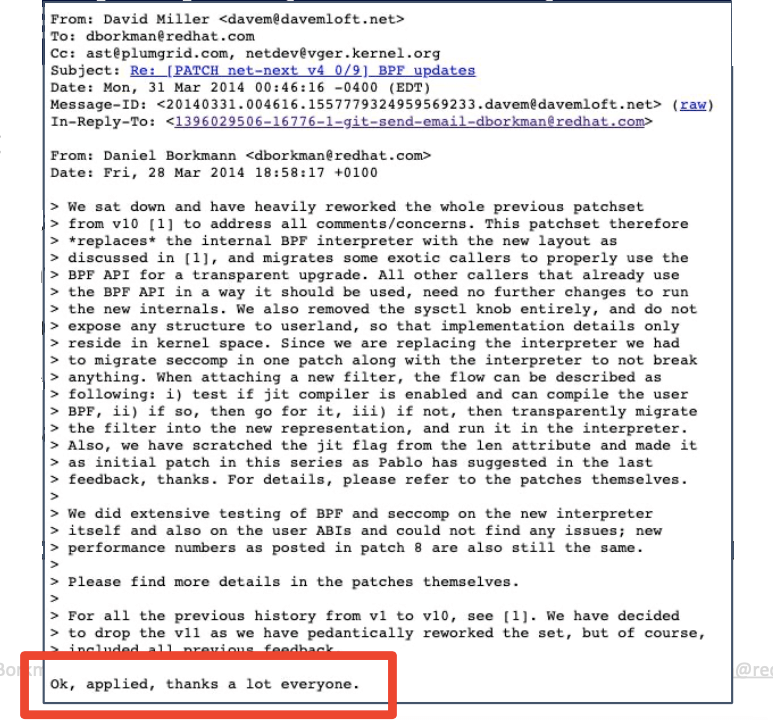 From: David Miller <davem@davemloft.net>
To: dborkman@redhat.com
Cc: ast@plumgrid.com, netdev@vger.kernel.org
Subject: Re: [PATCH net-next v4 0/9] BPF updates
Date: Mon, 31 Mar 2014 00:46:16 -0400 (EDT)
Message-ID: <20140331.004616.1557779324959569233.davem@davemloft.net> (raw)
In-Reply-To: <1396029506-16776-1-git-send-email-dborkman@redhat.com>
From: Daniel Borkmann <dborkman@redhat.com>
Date: Fri, 28 Mar 2014 18:58:17 +0100
> We sat down and have heavily reworked the whole previous patchset
> from v10 [1] to address all comments/concerns. This patchset therefore
> *replaces* the internal BPF interpreter with the new layout as
> discussed in [1], and migrates some exotic callers to properly use the
> BPF API for a transparent upgrade. All other callers that already use
> the BPF API in a way it should be used, need no further changes to run
> the new internals. We also removed the sysctl knob entirely, and do not
> expose any structure to userland, so that implementation details only
> reside in kernel space. Since we are replacing the interpreter we had
> to migrate seccomp in one patch along with the interpreter to not break
> anything. When attaching a new filter, the flow can be described as
> following: i) test if jit compiler is enabled and can compile the user
> BPF, ii) if so, then go for it, iii) if not, then transparently migrate
> the filter into the new representation, and run it in the interpreter.
> Also, we have scratched the jit flag from the len attribute and made it
> as initial patch in this series as Pablo has suggested in the last
> feedback, thanks. For details, please refer to the patches themselves.
>
> We did extensive testing of BPF and seccomp on the new interpreter
> itself and also on the user ABIs and could not find any issues; new
> performance numbers as posted in patch 8 are also still the same.
>
> Please find more details in the patches themselves.
>
> For all the previous history from v1 to v10, see [1]. We have decided
> to drop the v11 as we have pedantically reworked the set, but of course,
> included all previous feedback.
Ok, applied, thanks a lot everyone.